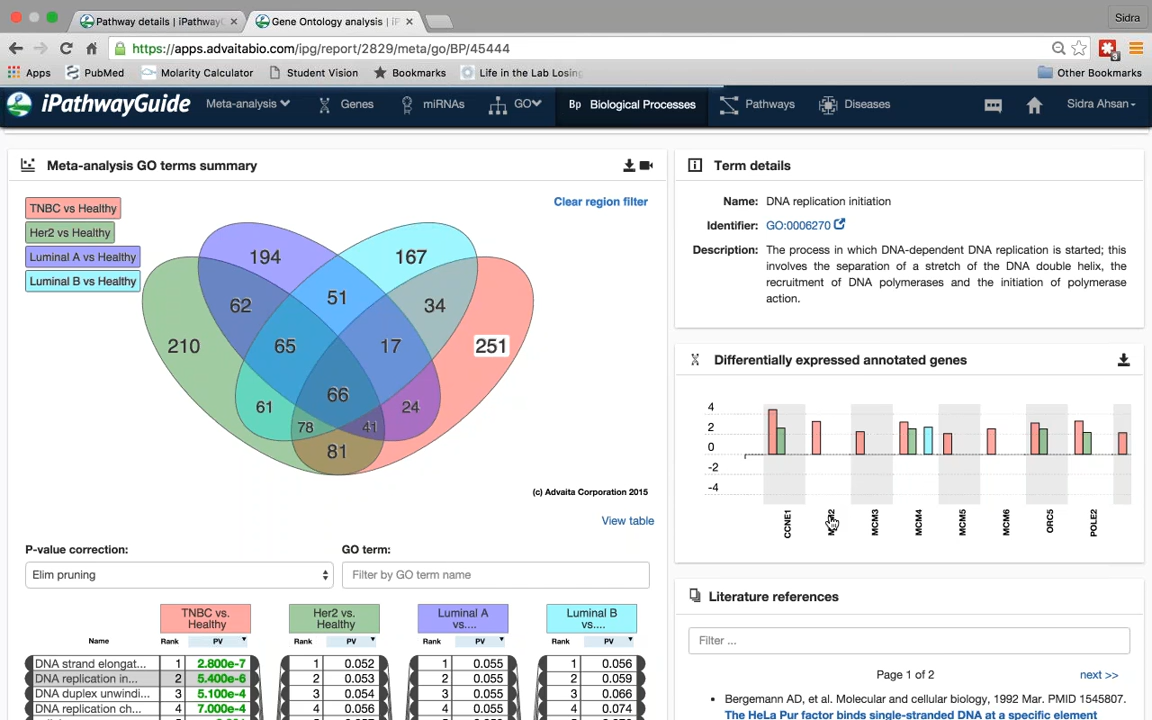 Pathway details | iPathwayG
Gene Ontology analysis | iP
Sidra
https://apps.advaitabio.com/ipg/report/2829/meta/go/BP/45444
3
Apps
PubMed
Molarity Calculator
Student Vision
Bookmarks
Life in the Lab Losing
Other Bookmarks
iPathwayGuide
Meta-analysis
Genes
miRNAs
GO
Bp Biological Processes
Pathways
Diseases
Sidra Ahsan
Meta-analysis GO terms summary
Clear region filter
TNBC vs Healthy
Her2 vs Healthy
Luminal A vs Healthy
Luminal B vs Healthy
194
167
62
51
34
210
65
17
251
66
61
24
78
41
81
(c) Advaita Corporation 2015
View table
P-value correction:
GO term:
Elim pruning
Filter by GO term name
TNBC vs. Healthy
Her2 vs. Healthy
Luminal A vs....
Luminal B vs....
Name Rank PV Rank PV Rank PV Rank PV
DNA strand elongat... 1 2.800e-7 1 0.052 1 0.055 1 0.056
DNA replication in... 2 5.400e-6 2 0.053 2 0.055 2 0.059
DNA duplex unwindi... 3 5.100e-4 3 0.054 3 0.055 3 0.066
DNA replication ch... 4 7.000e-4 4 0.056 4 0.055 4 0.074
Term details
Name: DNA replication initiation
Identifier: GO:0006270
Description: The process in which DNA-dependent DNA replication is started; this
involves the separation of a stretch of the DNA double helix, the
recruitment of DNA polymerases and the initiation of polymerase
action.
Differentially expressed annotated genes
4
2
0
-2
-4
CCNE1
MCM3
MCM4
MCM5
MCM6
ORC5
POLE2
Literature references
Filter ...
Page 1 of 2
next >>
• Bergemann AD, et al. Molecular and cellular biology, 1992 Mar. PMID 1545807.
The HeLa Pur factor binds single-stranded DNA at a specific element